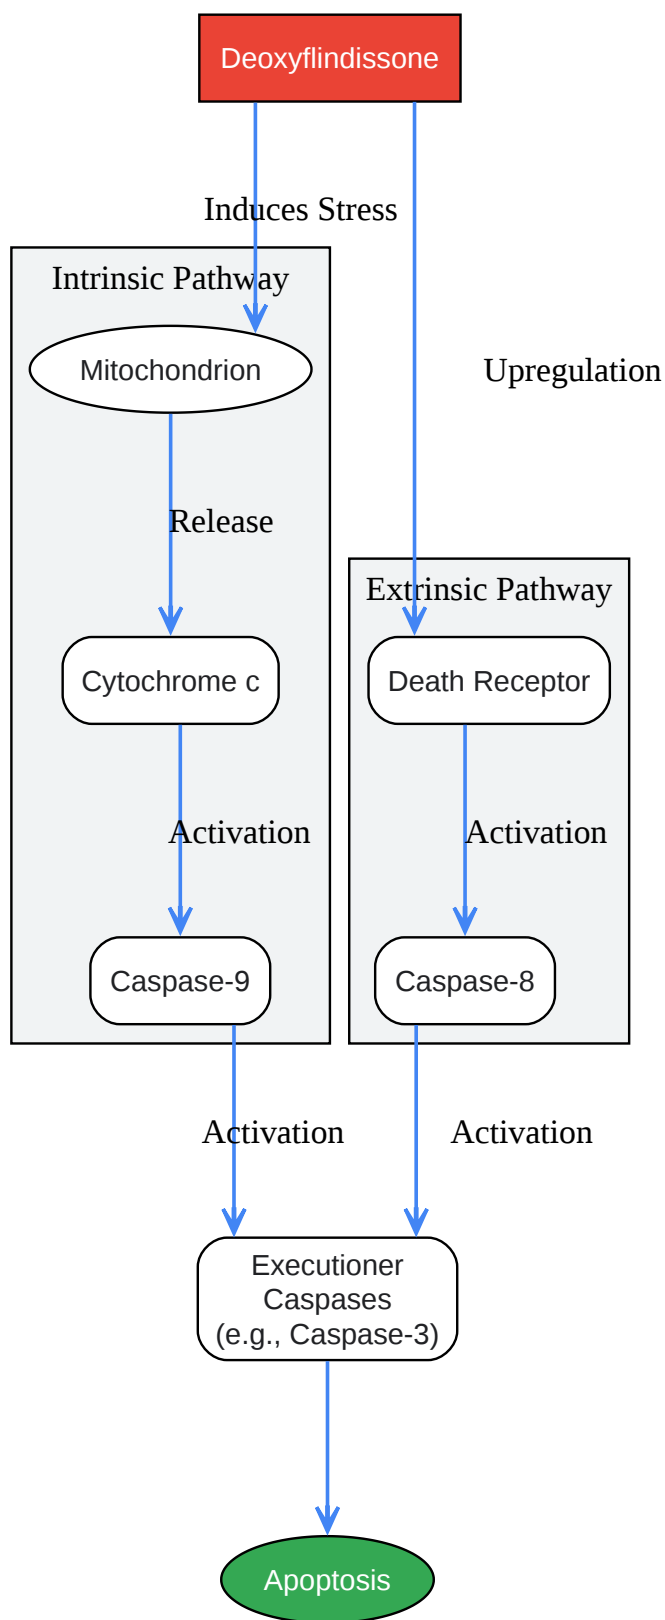 Deoxyflindissone
Induces Stress
Intrinsic Pathway
Mitochondrion
Upregulation
Release
Extrinsic Pathway
Cytochrome c
Death Receptor
Activation
Activation
Caspase-9
Caspase-8
Activation
Activation
Executioner
Caspases
(e.g., Caspase-3)
Apoptosis